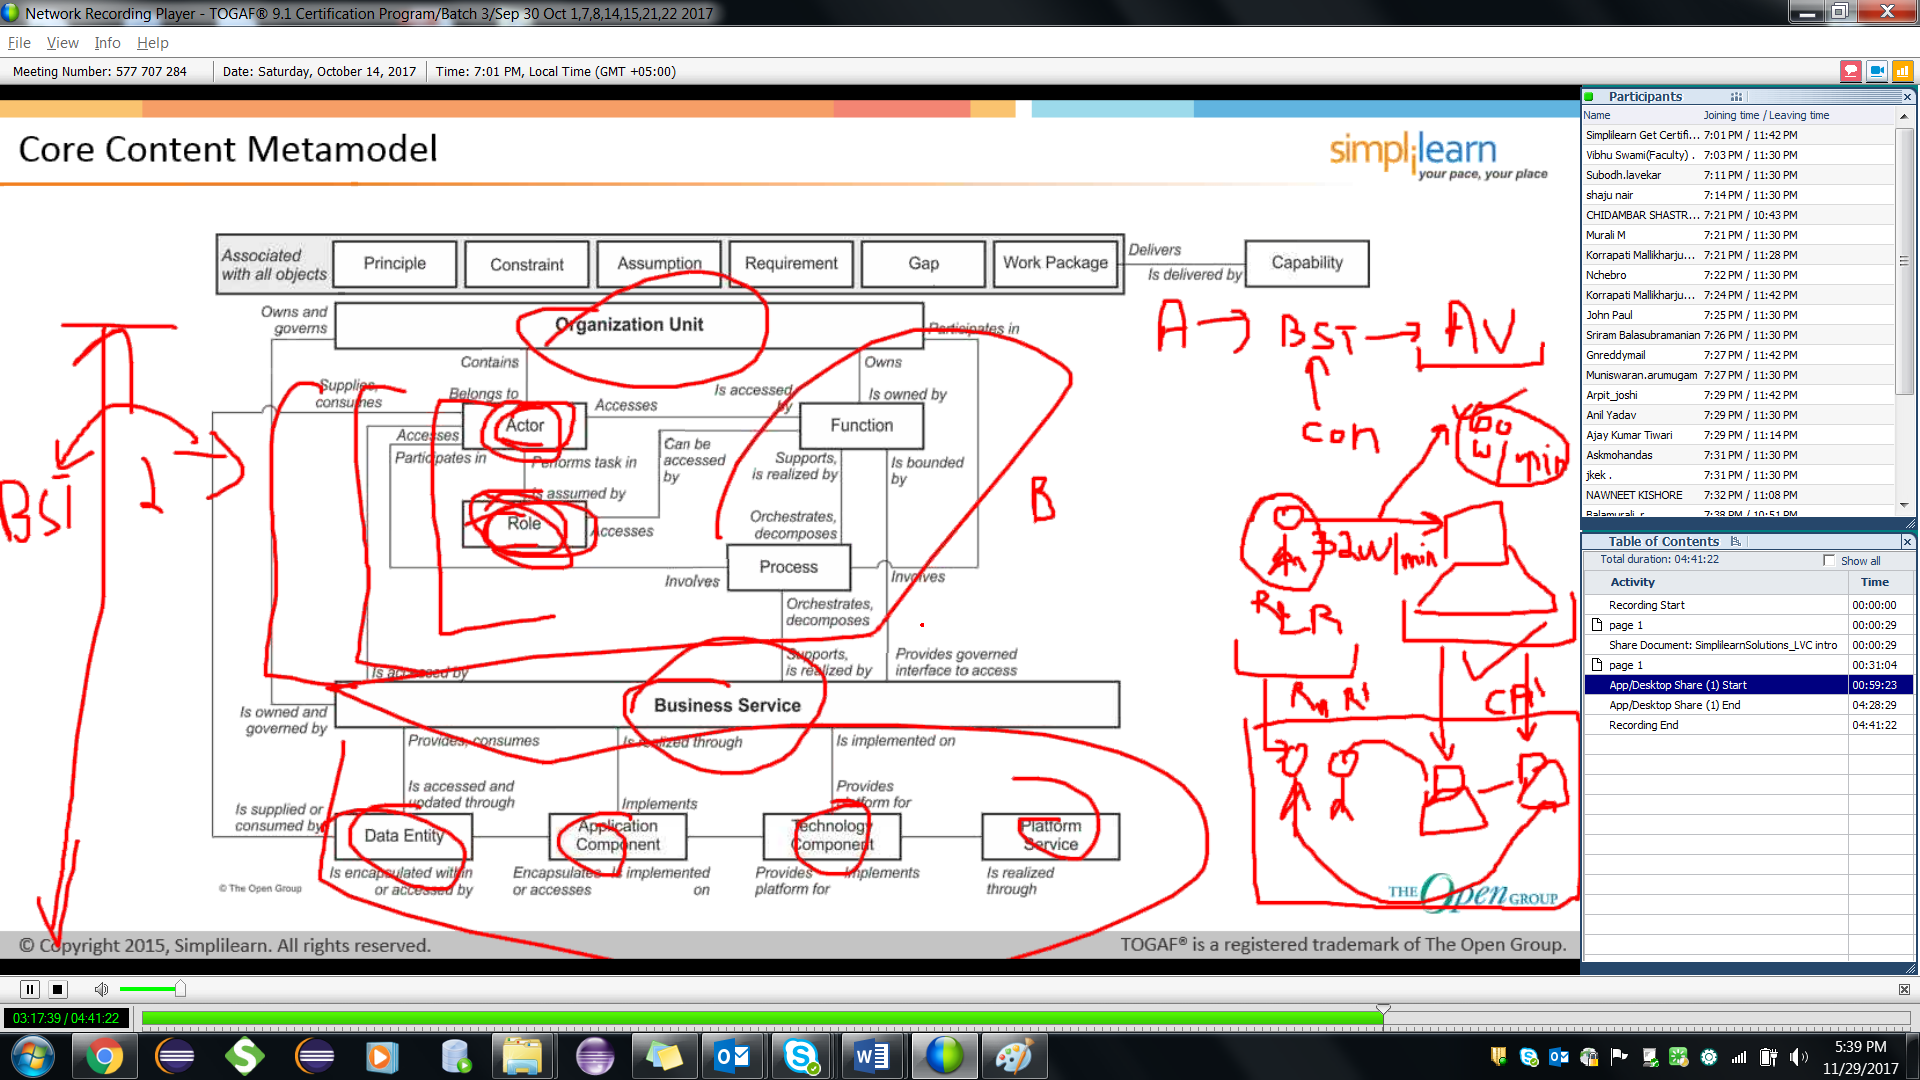 Network Recording Player - TOGAF® 9.1 Certification Program/Batch 3/Sep 30 Oct 1,7,8,14,15,21,22 2017
File View Info Help
Meeting Number: 577 707 284 Date: Saturday, October 14, 2017 Time: 7:01 PM, Local Time (GMT +05:00)
Core Content Metamodel
simplilearn
your pace, your place
Associated with all objects
Principle
Constraint
Assumption
Requirement
Gap
Work Package
Delivers
Is delivered by
Capability
Owns and governs
Organization Unit
Participates in
Contains
Owns
Supplies, consumes
Belongs to
Is accessed by
Is owned by
Actor
Accesses
Function
Accesses
Participates in
Performs task in
Can be accessed by
Supports, is realized by
Is bounded by
Is assumed by
Role
Accesses
Orchestrates, decomposes
Process
Involves
Involves
Orchestrates, decomposes
Is accessed by
Supports, is realized by
Provides governed interface to access
Is owned and governed by
Business Service
Provides, consumes
Is realized through
Is implemented on
Is accessed and updated through
Implements
Provides platform for
Is supplied or consumed by
Data Entity
Application Component
Technology Component
Platform Service
Is encapsulated within or accessed by
Encapsulates or accesses
Is implemented on
Provides platform for
Implements
Is realized through
© The Open Group
A
BST
AV
con
B
BST
32W/min
THE Open GROUP
© Copyright 2015, Simplilearn. All rights reserved.
TOGAF® is a registered trademark of The Open Group.
Participants
Name Joining time / Leaving time
Simplilearn Get Certifi... 7:01 PM / 11:42 PM
Vibhu Swami(Faculty) . 7:03 PM / 11:30 PM
Subodh.lavekar 7:11 PM / 11:30 PM
shaju nair 7:14 PM / 11:30 PM
CHIDAMBAR SHASTR... 7:21 PM / 10:43 PM
Murali M 7:21 PM / 11:30 PM
Korrapati Mallikharju... 7:21 PM / 11:28 PM
Nchebro 7:22 PM / 11:30 PM
Korrapati Mallikharju... 7:24 PM / 11:42 PM
John Paul 7:25 PM / 11:30 PM
Sriram Balasubramanian 7:26 PM / 11:30 PM
Gnreddymail 7:27 PM / 11:42 PM
Muniswaran.arumugam 7:27 PM / 11:30 PM
Arpit_joshi 7:29 PM / 11:42 PM
Anil Yadav 7:29 PM / 11:30 PM
Ajay Kumar Tiwari 7:29 PM / 11:14 PM
Askmohandas 7:31 PM / 11:30 PM
jkek . 7:31 PM / 11:30 PM
NAWNEET KISHORE 7:32 PM / 11:08 PM
Balamurali r 7:38 PM / 10:51 PM
Table of Contents
Total duration: 04:41:22 Show all
Activity Time
Recording Start 00:00:00
page 1 00:00:29
Share Document: SimplilearnSolutions_LVC intro 00:00:29
page 1 00:31:04
App/Desktop Share (1) Start 00:59:23
App/Desktop Share (1) End 04:28:29
Recording End 04:41:22
03:17:39 / 04:41:22
5:39 PM
11/29/2017